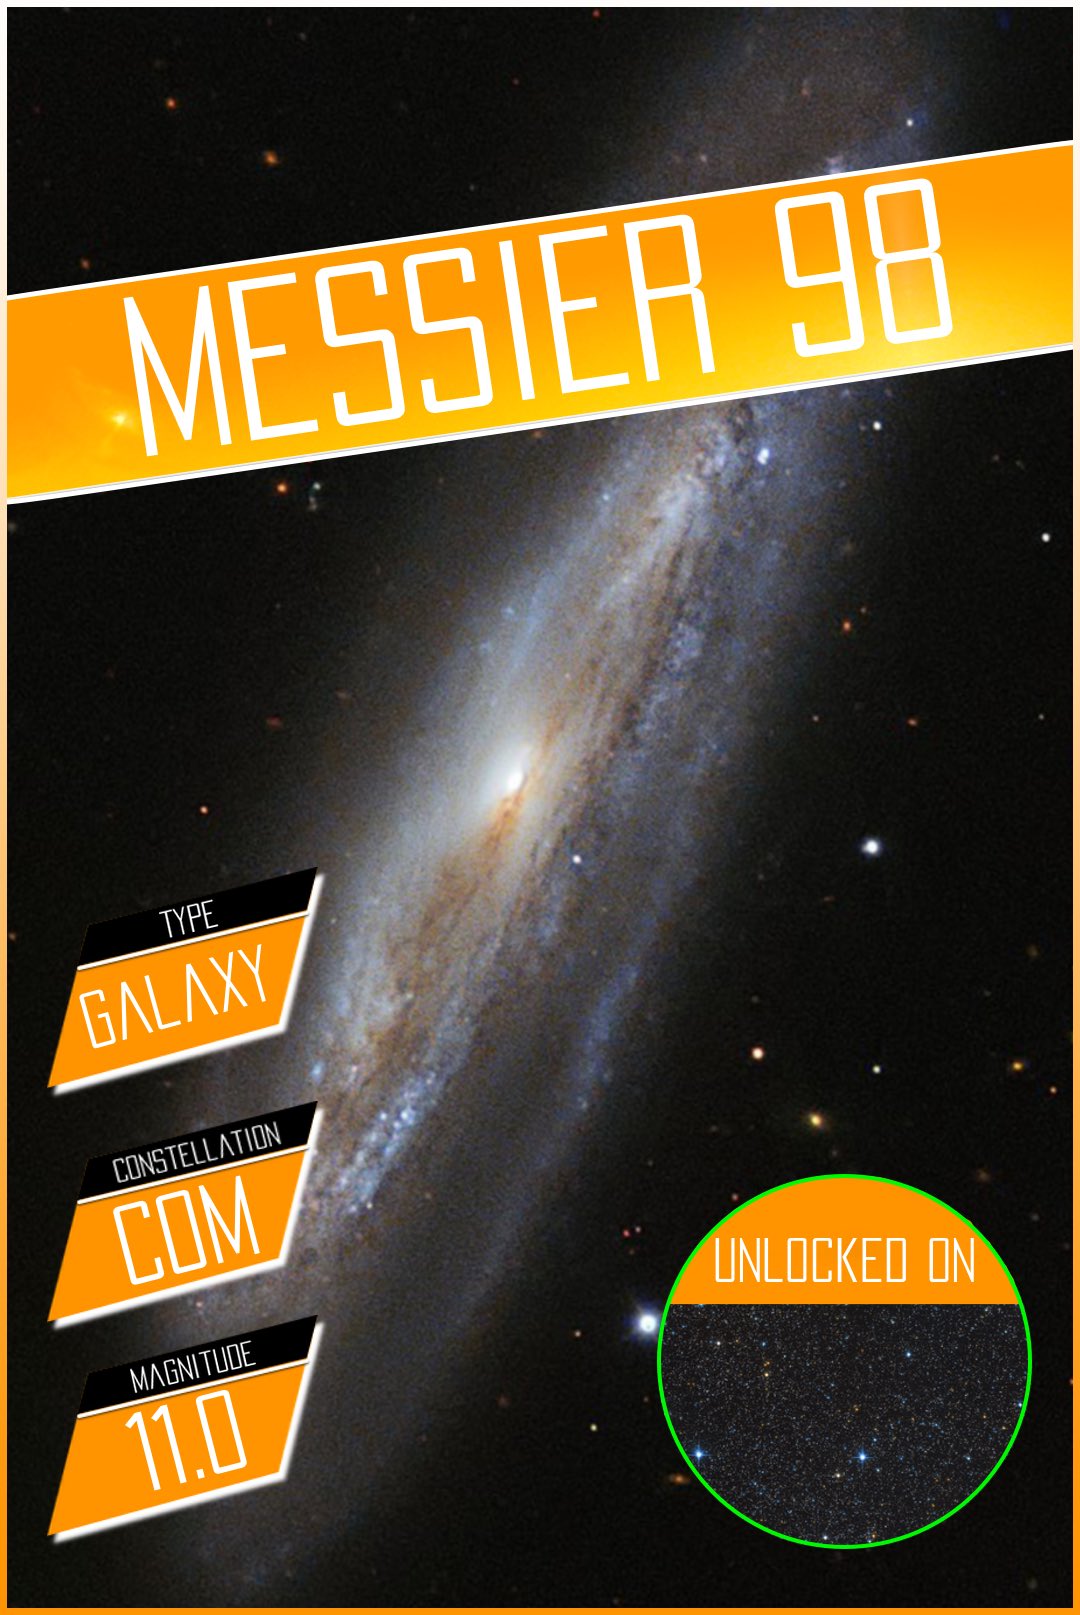 MESSIER 98
TYPE
GALAXY
CONSTELLATION
COM
MAGNITUDE
11.0
UNLOCKED ON